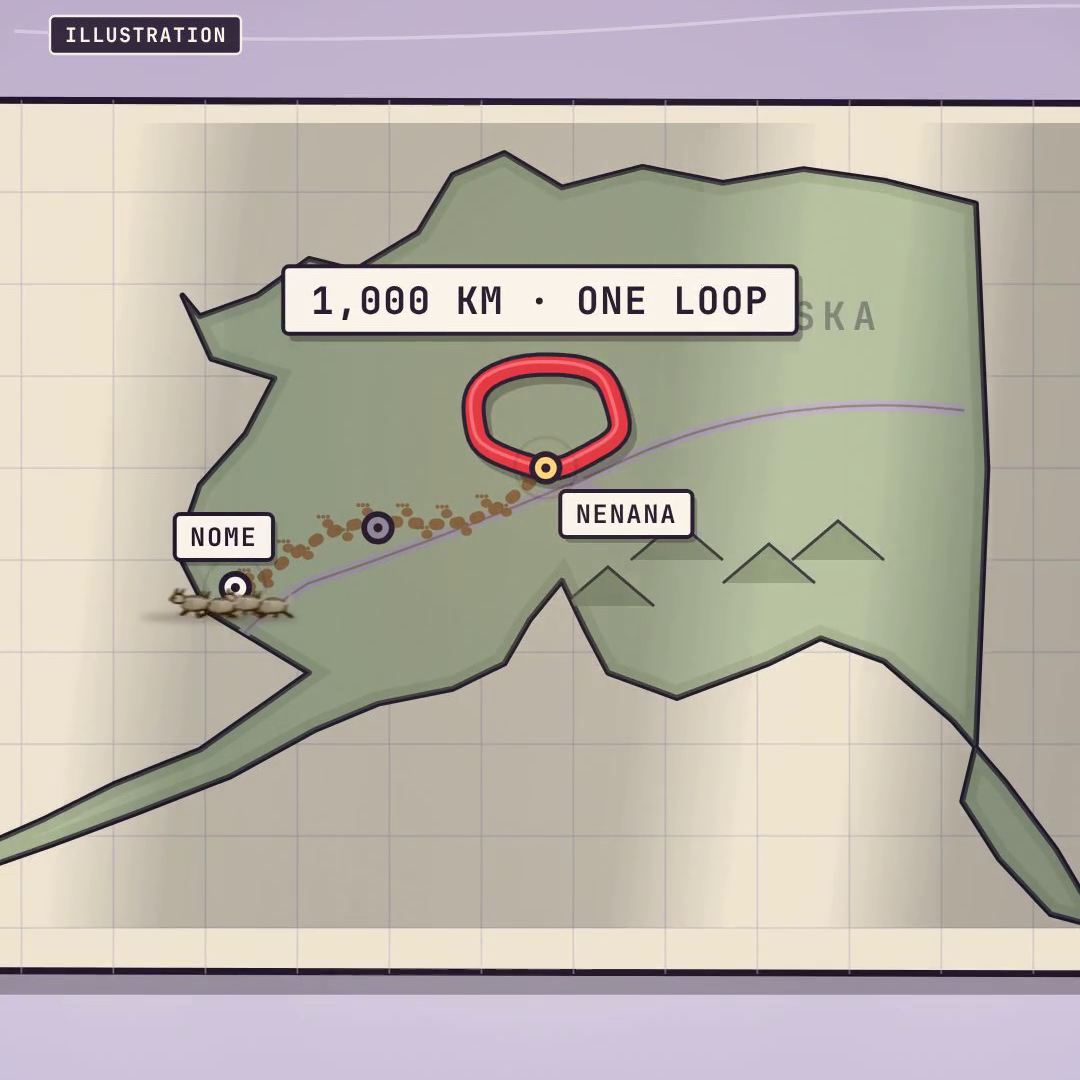 ILLUSTRATION
1,000 KM · ONE LOOP
SKA
NENANA
NOME